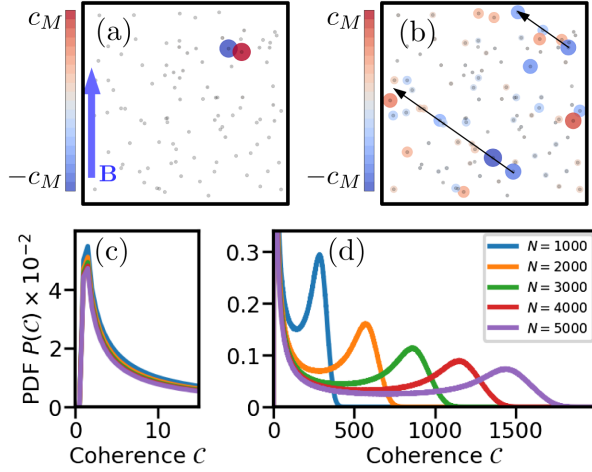 c_M
(a)
B
−c_M
c_M
(b)
−c_M
PDF P(𝒞) × 10⁻²
4
2
0
(c)
0
10
Coherence 𝒞
0.3
0.2
0.1
0
(d)
N = 1000
N = 2000
N = 3000
N = 4000
N = 5000
0
500
1000
1500
Coherence 𝒞